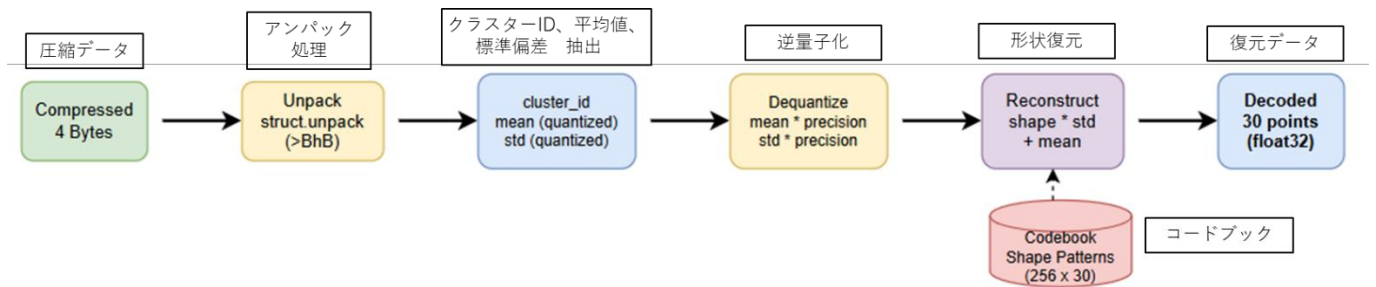 圧縮データ
アンパック
処理
クラスターID、平均値、
標準偏差　抽出
逆量子化
形状復元
復元データ
Compressed
4 Bytes
Unpack
struct.unpack
(>BhB)
cluster_id
mean (quantized)
std (quantized)
Dequantize
mean * precision
std * precision
Reconstruct
shape * std
+ mean
Decoded
30 points
(float32)
Codebook
Shape Patterns
(256 x 30)
コードブック